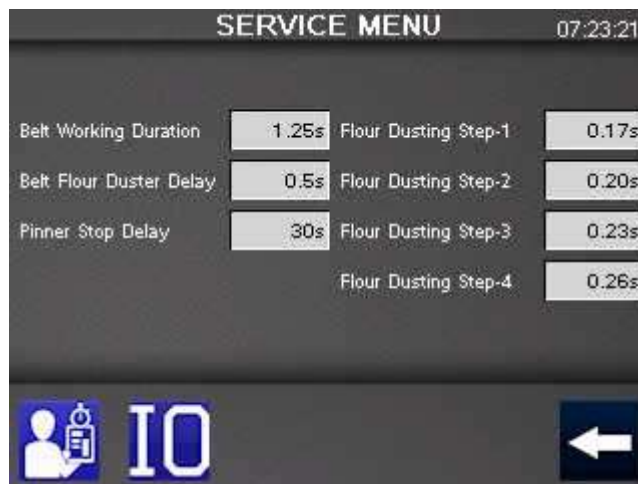 SERVICE MENU 07:23:21
Belt Working Duration 1.25s Flour Dusting Step-1 0.17s
Belt Flour Duster Delay 0.5s Flour Dusting Step-2 0.20s
Pinner Stop Delay 30s Flour Dusting Step-3 0.23s
Flour Dusting Step-4 0.26s
IO